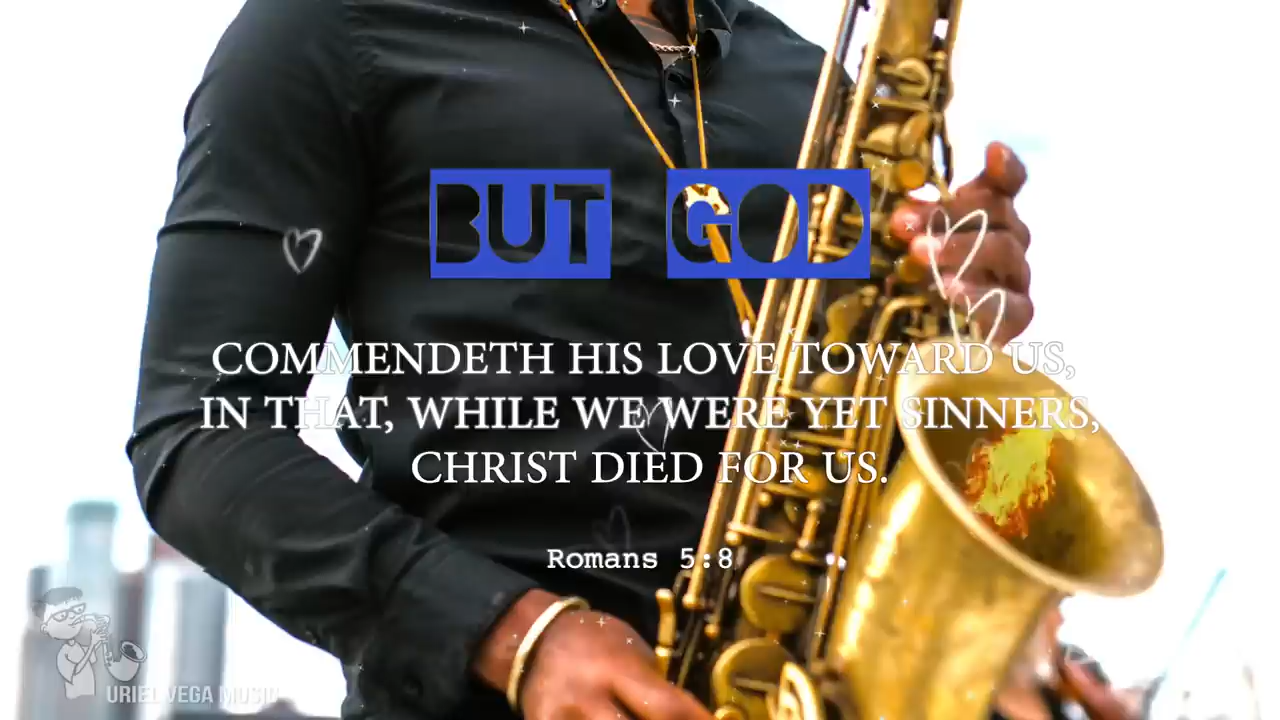 BUT GOD
COMMENDETH HIS LOVE TOWARD US,
IN THAT, WHILE WE WERE YET SINNERS,
CHRIST DIED FOR US.
Romans 5:8
URIEL VEGA MUSIC